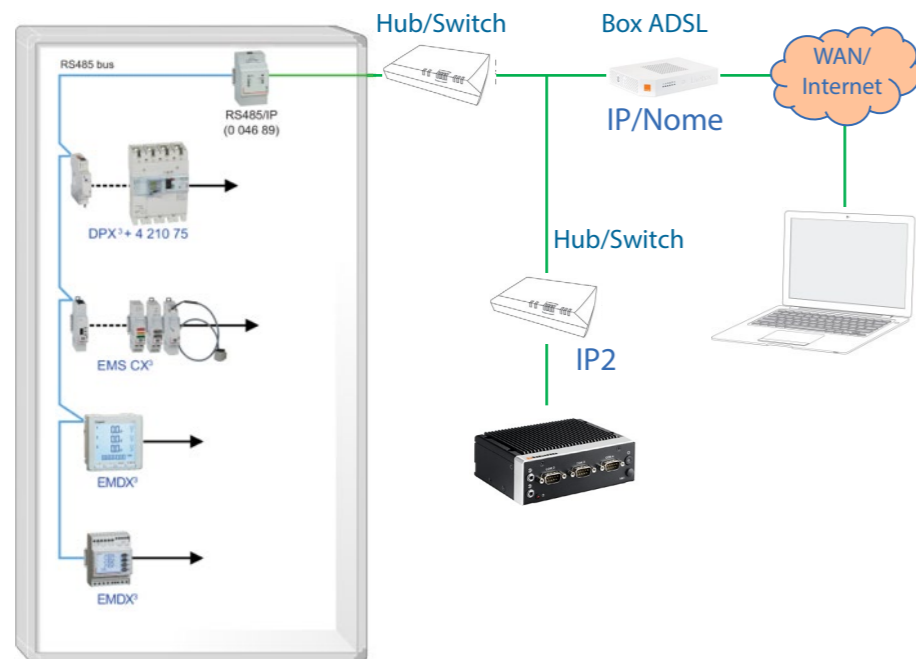 Hub/Switch
Box ADSL
WAN/
Internet
RS485 bus
RS485/IP
(0 046 89)
IP/Nome
DPX³+ 4 210 75
Hub/Switch
EMS CX³
IP2
EMDX³
EMDX³